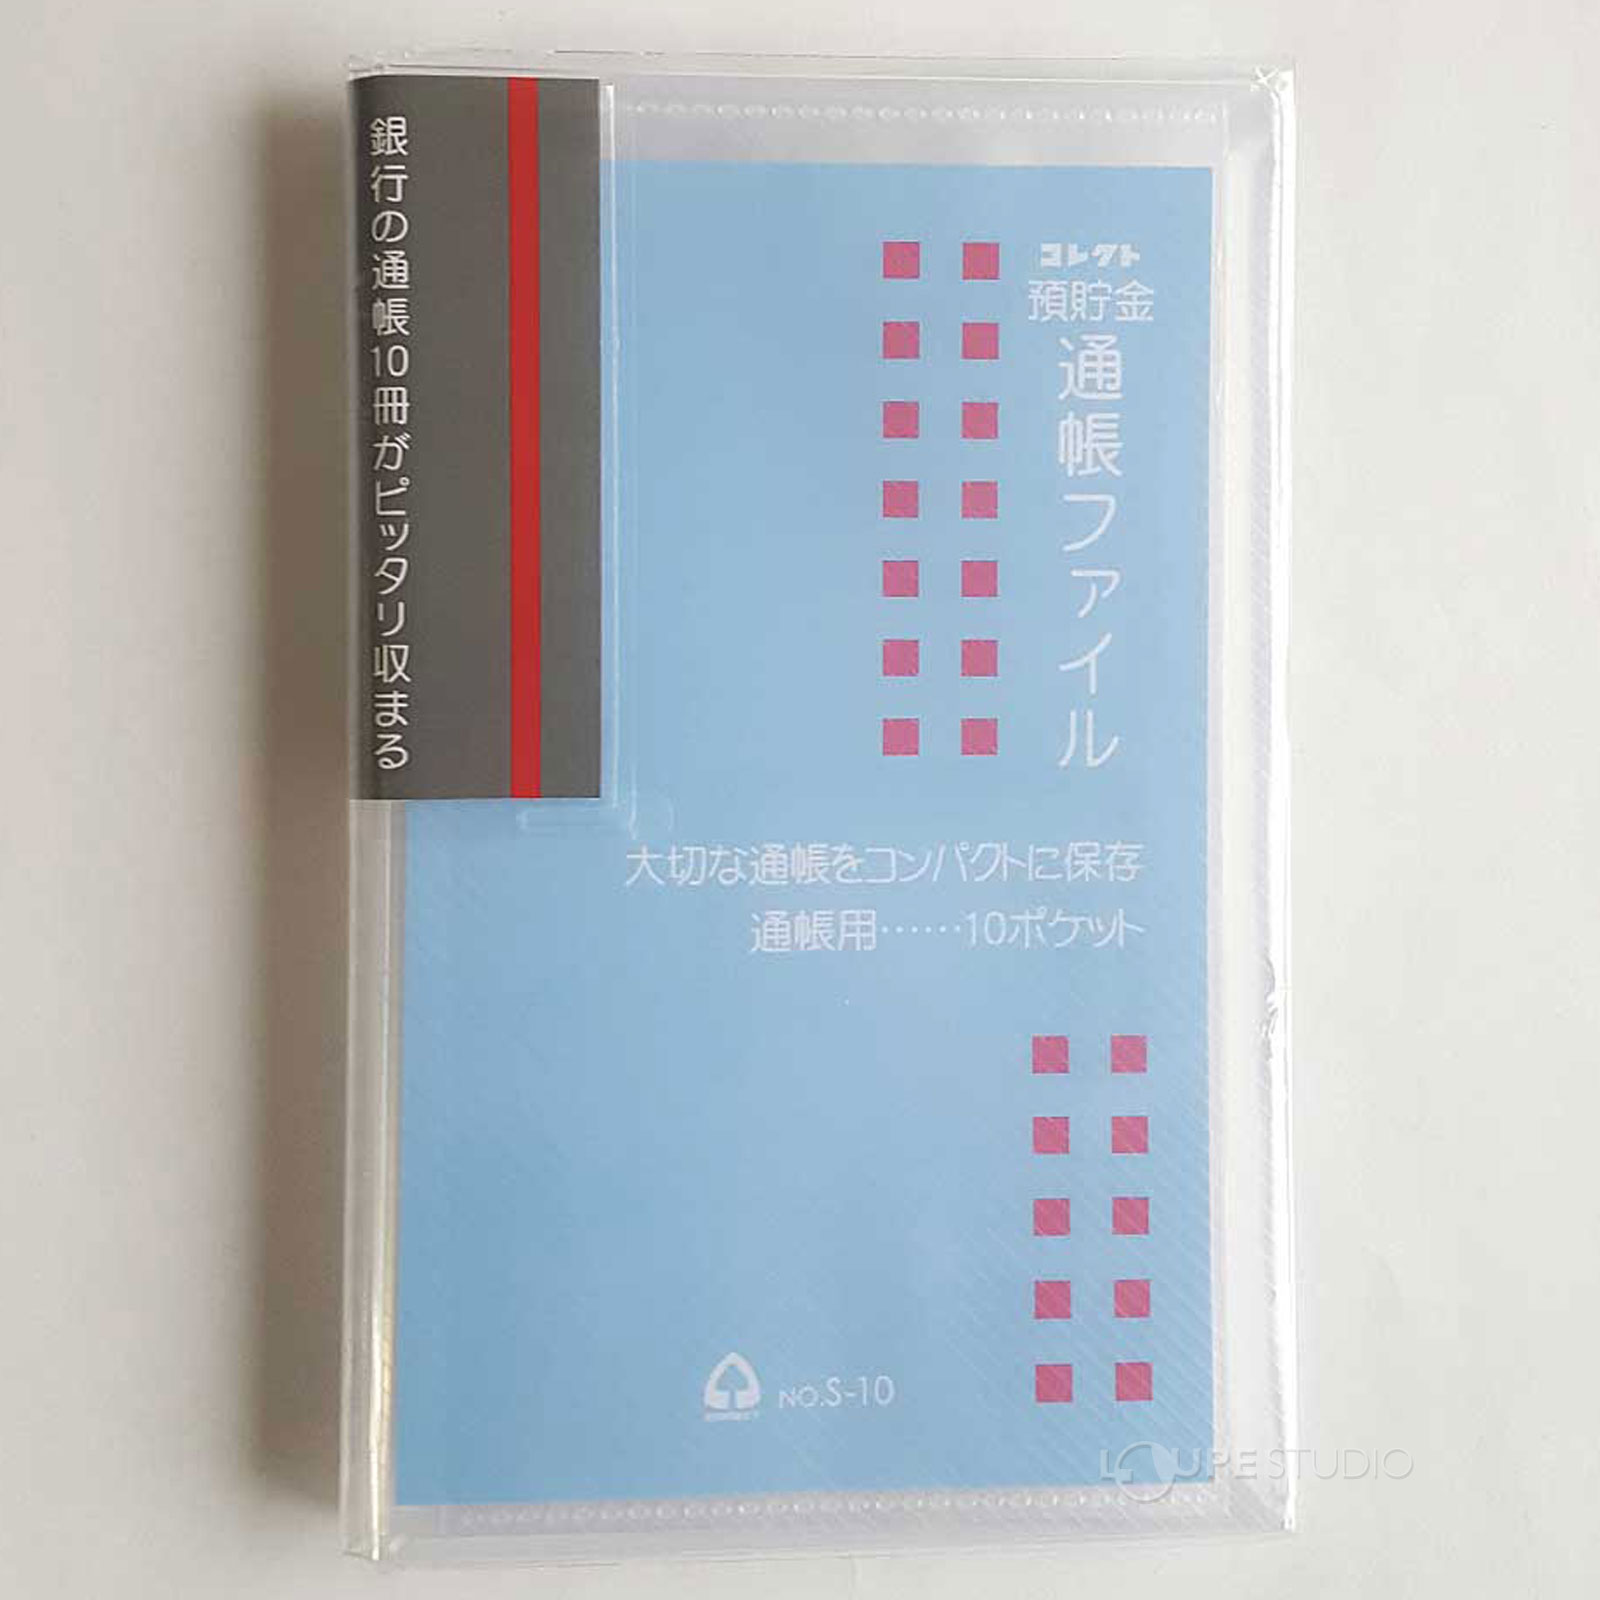 銀行の通帳10冊がピッタリ収まる
コレクト
預貯金
通帳ファイル
大切な通帳をコンパクトに保存
通帳用……10ポケット
NO.S-10
LOUPE STUDIO